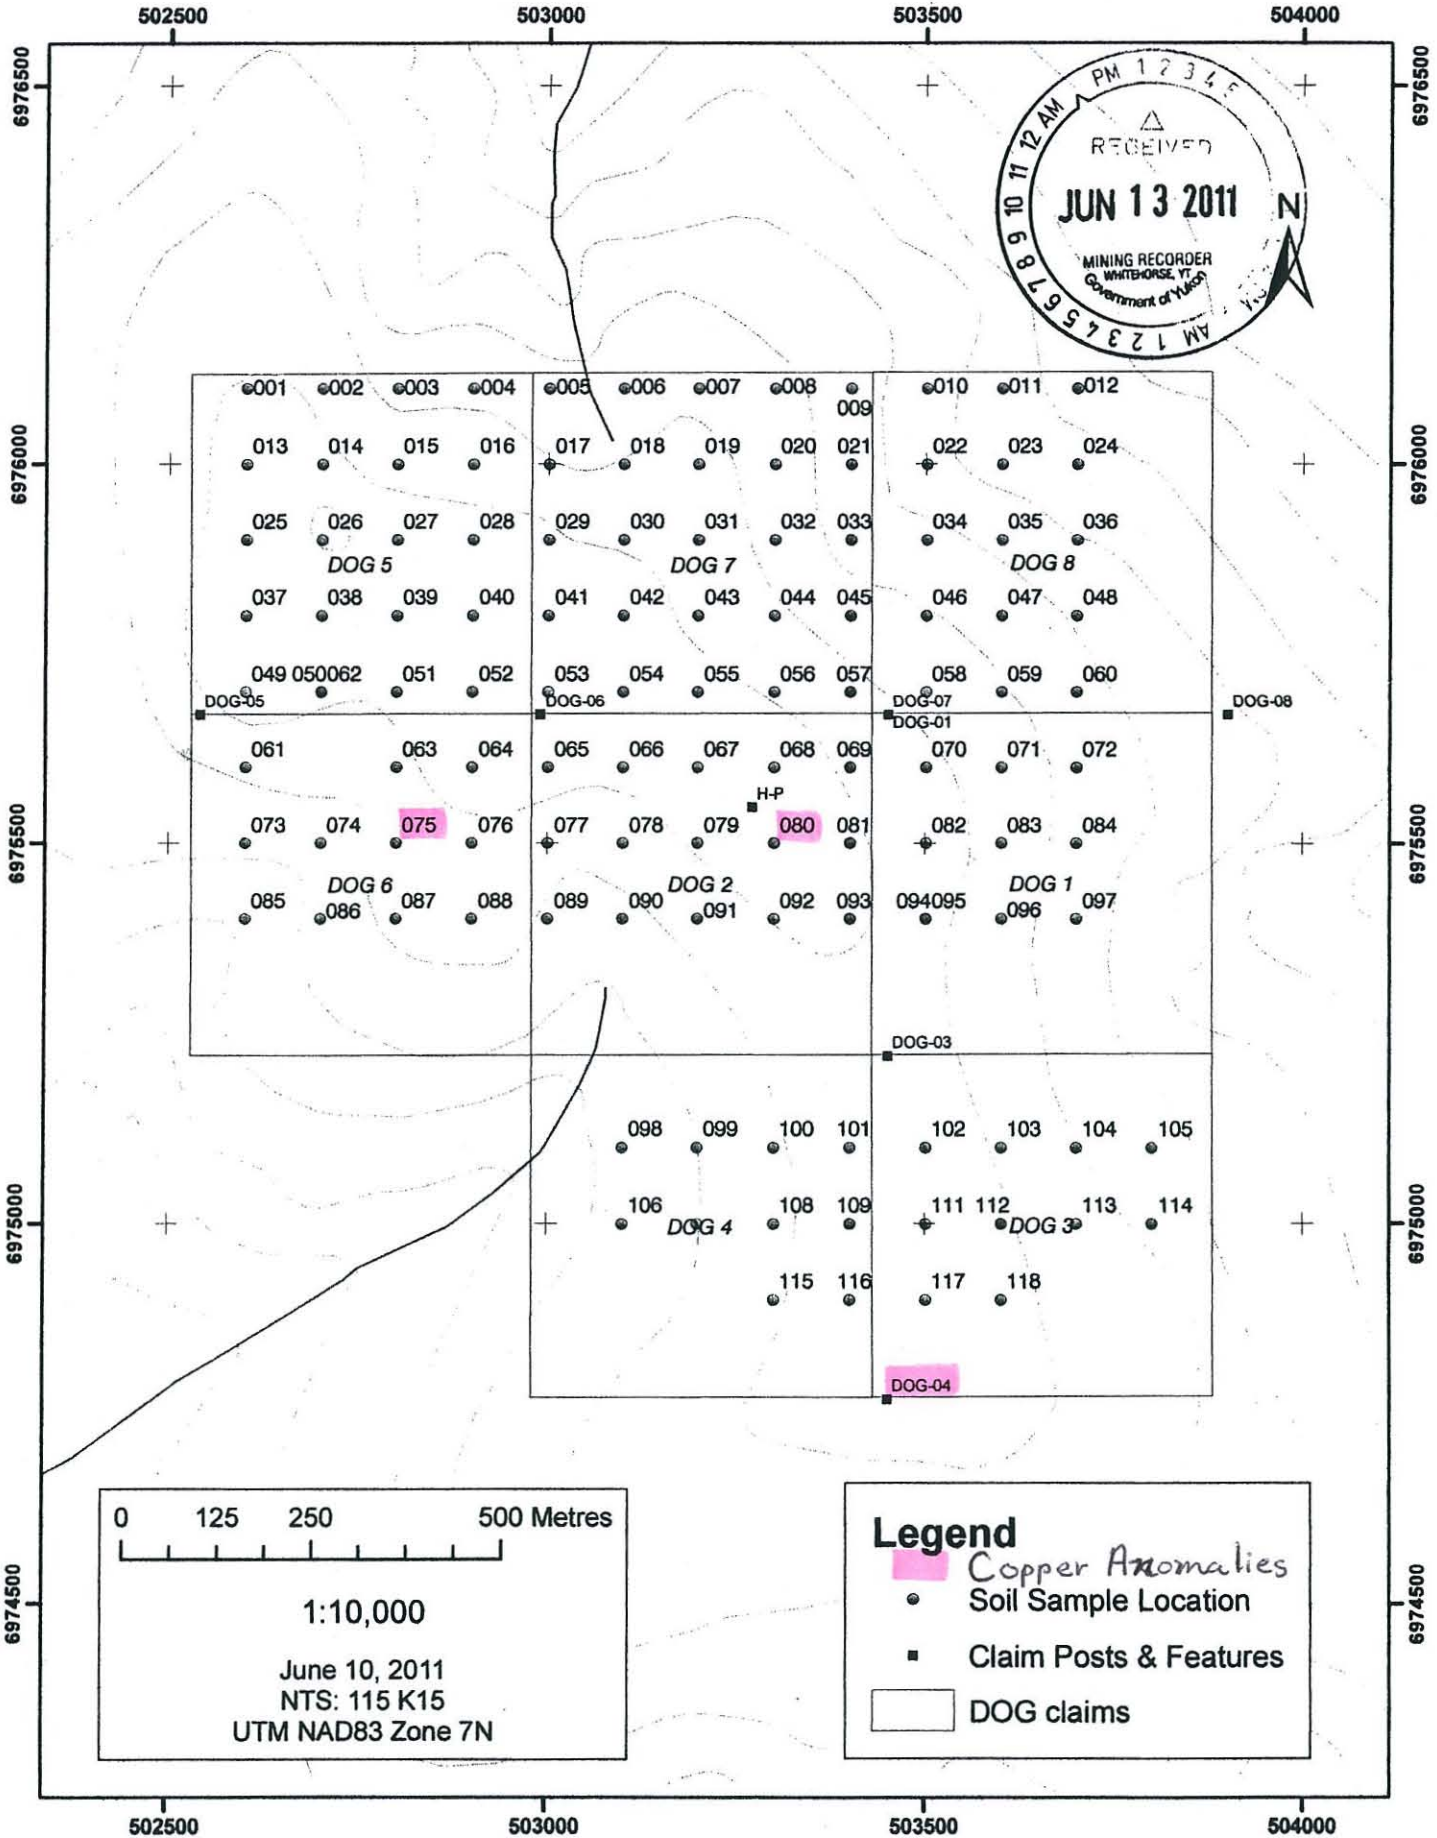 502500 503000 503500 504000
6976500 6976500
PM 1 2 3 4 5
12 AM
6 7 8 9 10 11
RECEIVED
JUN 13 2011
N
MINING RECORDER
WHITEHORSE, YT
Government of Yukon
AM 1 2 3 4 5
001 002 003 004 005 006 007 008 010 011 012
009
013 014 015 016 017 018 019 020 021 022 023 024
6976000 6976000
025 026 027 028 029 030 031 032 033 034 035 036
DOG 5 DOG 7 DOG 8
037 038 039 040 041 042 043 044 045 046 047 048
049 050062 051 052 053 054 055 056 057 058 059 060
DOG-05 DOG-06 DOG-07 DOG-08
DOG-01
061 063 064 065 066 067 068 069 070 071 072
H-P
073 074 075 076 077 078 079 080 081 082 083 084
6975500 6975500
DOG 6 DOG 2 DOG 1
085 086 087 088 089 090 091 092 093 094095 096 097
DOG-03
098 099 100 101 102 103 104 105
106 108 109 111 112 113 114
DOG 4 DOG 3
6975000 6975000
115 116 117 118
DOG-04
0 125 250 500 Metres
1:10,000
June 10, 2011
NTS: 115 K15
UTM NAD83 Zone 7N
Legend
Copper Anomalies
Soil Sample Location
Claim Posts & Features
DOG claims
6974500 6974500
502500 503000 503500 504000